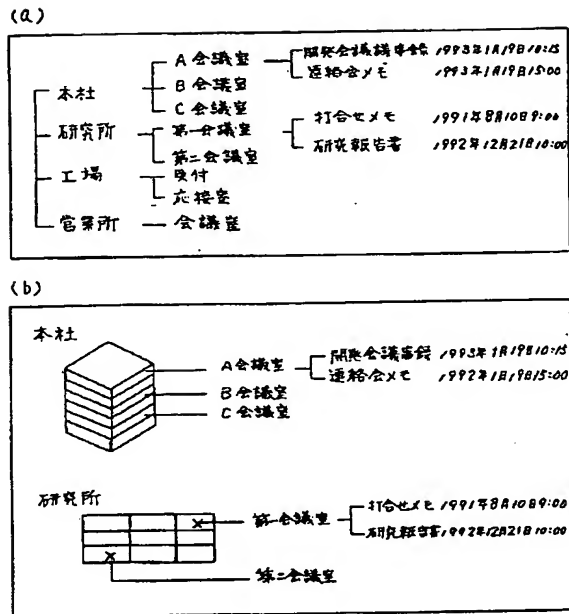 (a)
A会議室 開発会議議事録 1993年1月19日10:15
連絡会メモ 1993年1月19日15:00
本社 B会議室
C会議室
研究所 第一会議室 打合せメモ 1991年8月10日9:00
第二会議室 研究報告書 1992年12月21日10:00
工場 受付
応接室
営業所 会議室
(b)
本社
A会議室 開発会議事録 1993年1月19日10:15
連絡会メモ 1992年1月19日15:00
B会議室
C会議室
研究所
第一会議室 打合せメモ 1991年8月10日9:00
研究報告書 1992年12月21日10:00
第二会議室